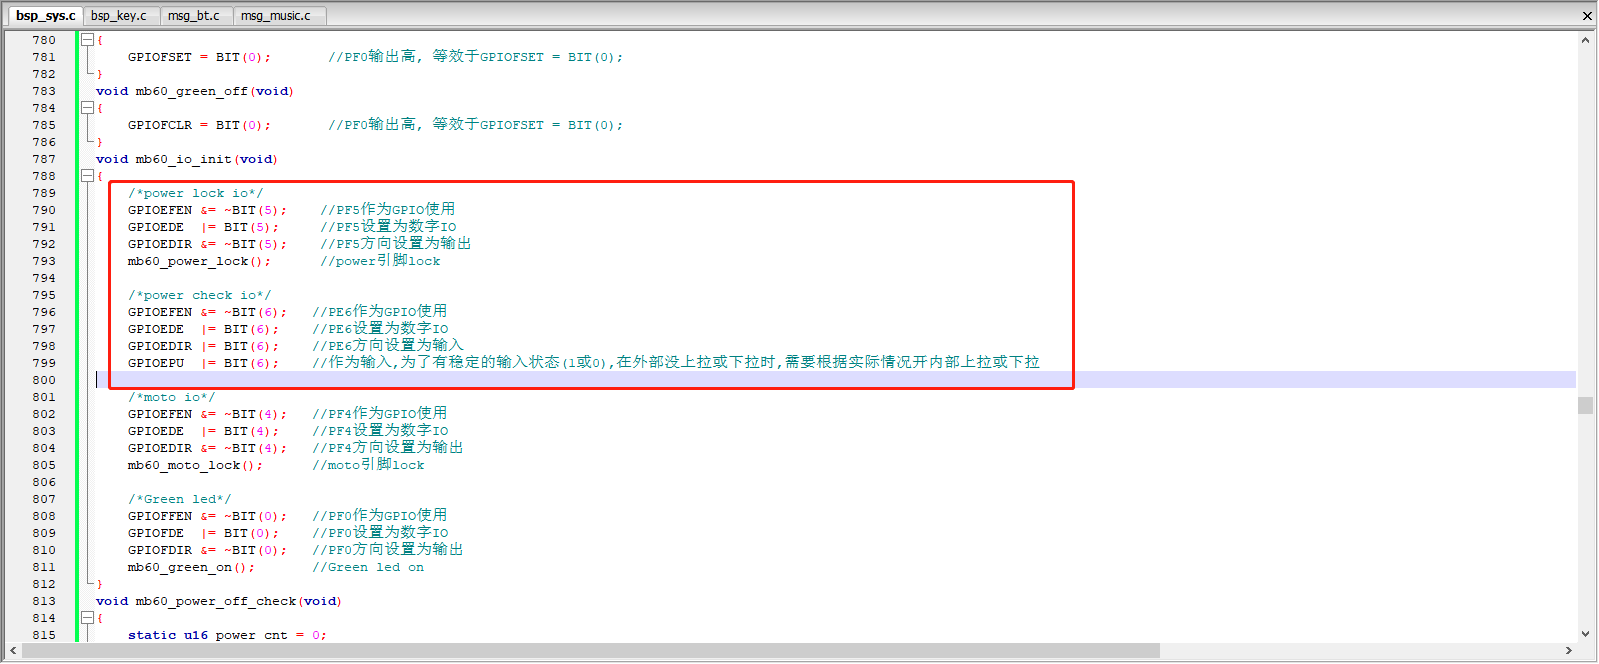 bsp_sys.c bsp_key.c msg_bt.c msg_music.c
780 {
781 GPIOFSET = BIT(0); //PF0输出高, 等效于GPIOFSET = BIT(0);
782 }
783 void mb60_green_off(void)
784 {
785 GPIOFCLR = BIT(0); //PF0输出高, 等效于GPIOFSET = BIT(0);
786 }
787 void mb60_io_init(void)
788 {
789 /*power lock io*/
790 GPIOEFEN &= ~BIT(5); //PF5作为GPIO使用
791 GPIOEDE |= BIT(5); //PF5设置为数字IO
792 GPIOEDIR &= ~BIT(5); //PF5方向设置为输出
793 mb60_power_lock(); //power引脚lock
794
795 /*power check io*/
796 GPIOEFEN &= ~BIT(6); //PE6作为GPIO使用
797 GPIOEDE |= BIT(6); //PE6设置为数字IO
798 GPIOEDIR |= BIT(6); //PE6方向设置为输入
799 GPIOEPU |= BIT(6); //作为输入,为了有稳定的输入状态(1或0),在外部没上拉或下拉时,需要根据实际情况开内部上拉或下拉
800
801 /*moto io*/
802 GPIOEFEN &= ~BIT(4); //PF4作为GPIO使用
803 GPIOEDE |= BIT(4); //PF4设置为数字IO
804 GPIOEDIR &= ~BIT(4); //PF4方向设置为输出
805 mb60_moto_lock(); //moto引脚lock
806
807 /*Green led*/
808 GPIOFFEN &= ~BIT(0); //PF0作为GPIO使用
809 GPIOFDE |= BIT(0); //PF0设置为数字IO
810 GPIOFDIR &= ~BIT(0); //PF0方向设置为输出
811 mb60_green_on(); //Green led on
812 }
813 void mb60_power_off_check(void)
814 {
815 static u16 power_cnt = 0;